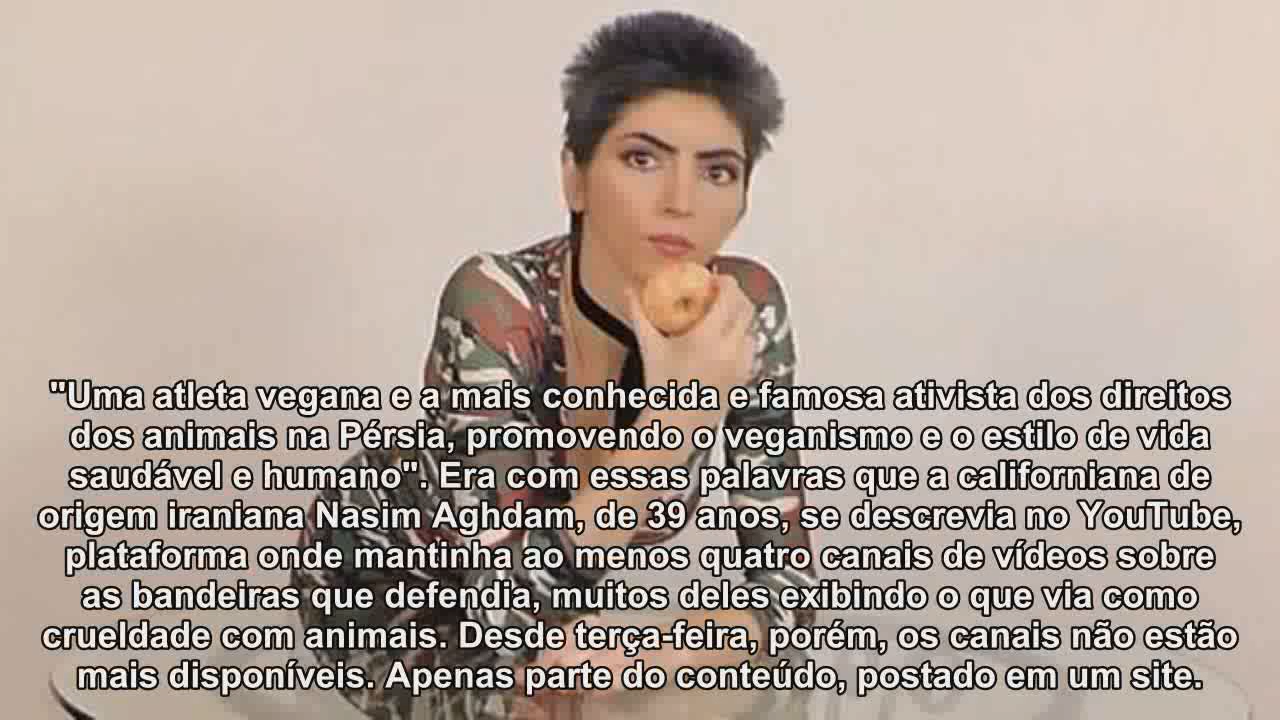 "Uma atleta vegana e a mais conhecida e famosa ativista dos direitos
dos animais na Pérsia, promovendo o veganismo e o estilo de vida
saudável e humano". Era com essas palavras que a californiana de
origem iraniana Nasim Aghdam, de 39 anos, se descrevia no YouTube,
plataforma onde mantinha ao menos quatro canais de vídeos sobre
as bandeiras que defendia, muitos deles exibindo o que via como
crueldade com animais. Desde terça-feira, porém, os canais não estão
mais disponíveis. Apenas parte do conteúdo, postado em um site.